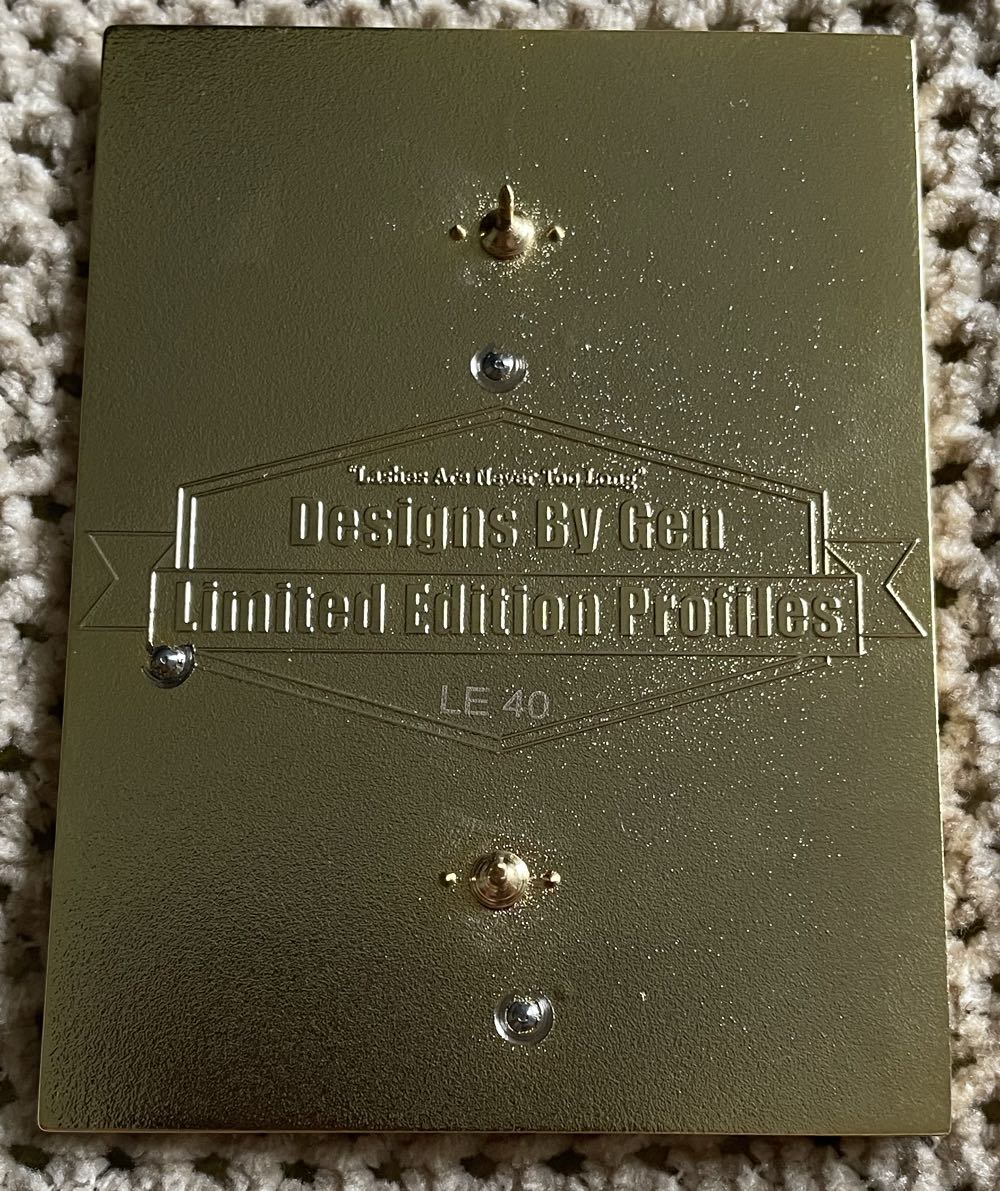 "Lashes Are Never Too Long"
Designs By Gen
Limited Edition Profiles
LE 40